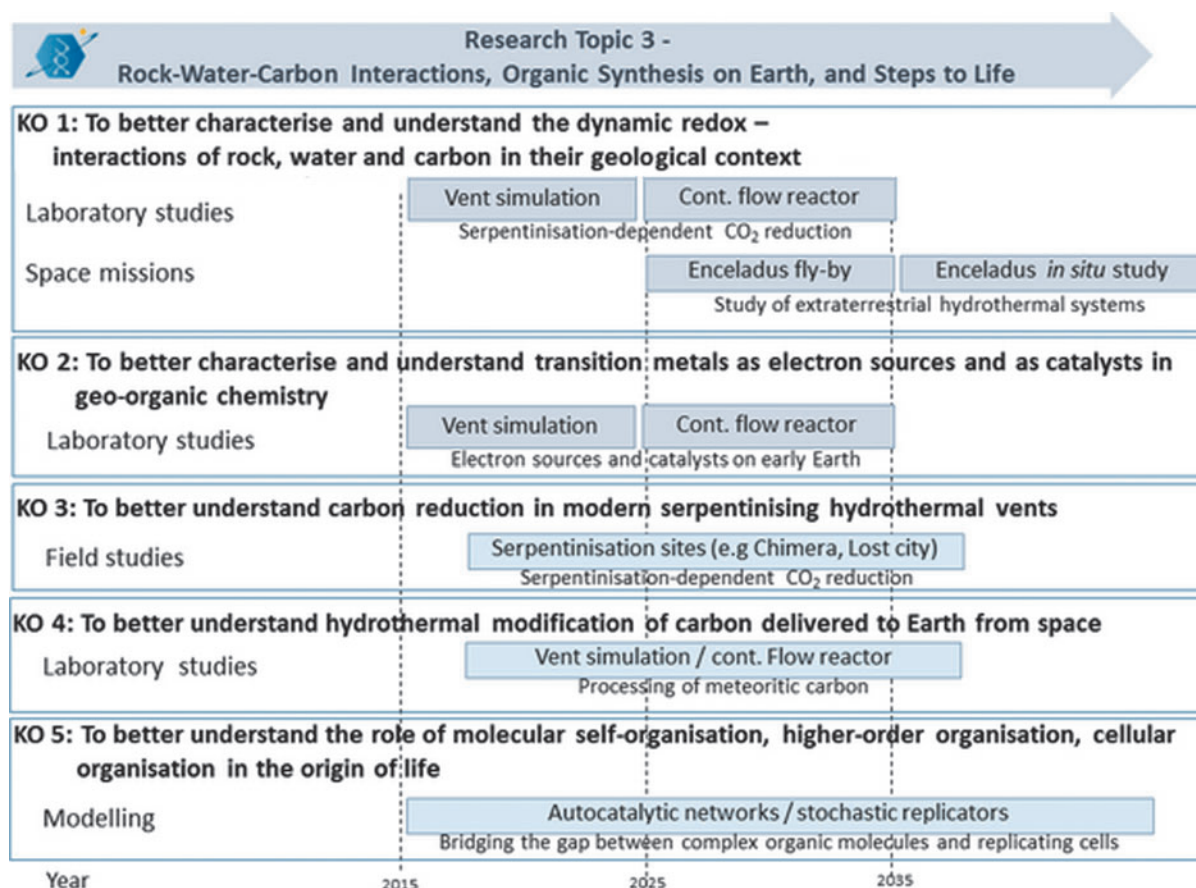 Research Topic 3 -
Rock-Water-Carbon Interactions, Organic Synthesis on Earth, and Steps to Life
KO 1: To better characterise and understand the dynamic redox –
interactions of rock, water and carbon in their geological context
Laboratory studies
Vent simulation
Cont. flow reactor
Serpentinisation-dependent CO₂ reduction
Space missions
Enceladus fly-by
Enceladus in situ study
Study of extraterrestrial hydrothermal systems
KO 2: To better characterise and understand transition metals as electron sources and as catalysts in
geo-organic chemistry
Laboratory studies
Vent simulation
Cont. flow reactor
Electron sources and catalysts on early Earth
KO 3: To better understand carbon reduction in modern serpentinising hydrothermal vents
Field studies
Serpentinisation sites (e.g Chimera, Lost city)
Serpentinisation-dependent CO₂ reduction
KO 4: To better understand hydrothermal modification of carbon delivered to Earth from space
Laboratory studies
Vent simulation / cont. Flow reactor
Processing of meteoritic carbon
KO 5: To better understand the role of molecular self-organisation, higher-order organisation, cellular
organisation in the origin of life
Modelling
Autocatalytic networks / stochastic replicators
Bridging the gap between complex organic molecules and replicating cells
Year
2015
2025
2035